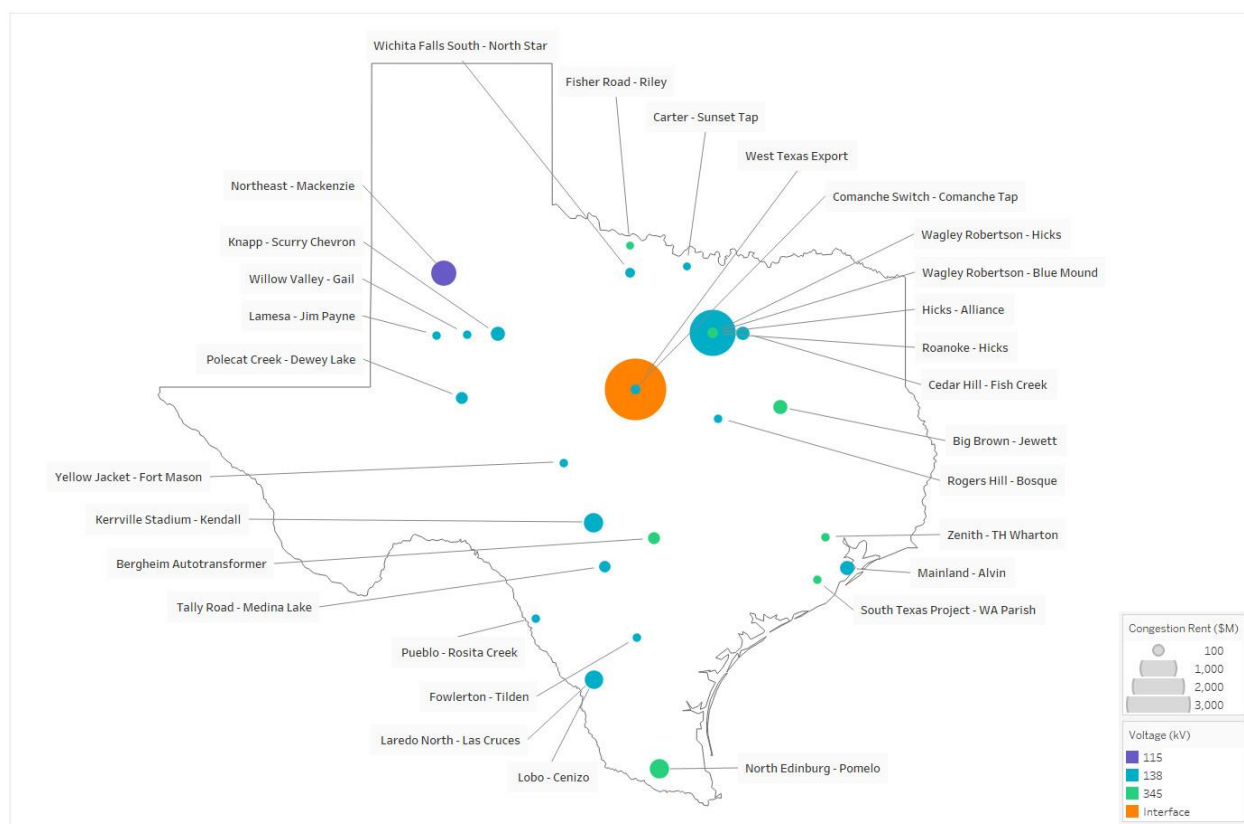 Wichita Falls South - North Star
Fisher Road - Riley
Carter - Sunset Tap
West Texas Export
Northeast - Mackenzie
Comanche Switch - Comanche Tap
Knapp - Scurry Chevron
Wagley Robertson - Hicks
Willow Valley - Gail
Wagley Robertson - Blue Mound
Lamesa - Jim Payne
Hicks - Alliance
Polecat Creek - Dewey Lake
Roanoke - Hicks
Cedar Hill - Fish Creek
Big Brown - Jewett
Yellow Jacket - Fort Mason
Rogers Hill - Bosque
Kerrville Stadium - Kendall
Zenith - TH Wharton
Bergheim Autotransformer
Mainland - Alvin
Tally Road - Medina Lake
South Texas Project - WA Parish
Pueblo - Rosita Creek
Fowlerton - Tilden
Laredo North - Las Cruces
Lobo - Cenizo
North Edinburg - Pomelo
Congestion Rent ($M)
100
1,000
2,000
3,000
Voltage (kV)
115
138
345
Interface